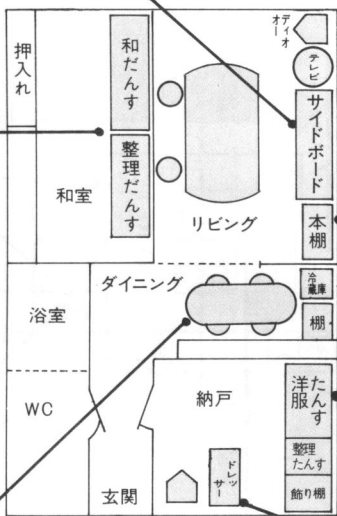 押入れ
和だんす
整理だんす
和室
ディオ
オー
テレビ
サイドボード
本棚
リビング
ダイニング
冷蔵庫
棚
浴室
WC
玄関
納戸
洋服
たんす
整理
たんす
飾り棚
ドレッ
サー